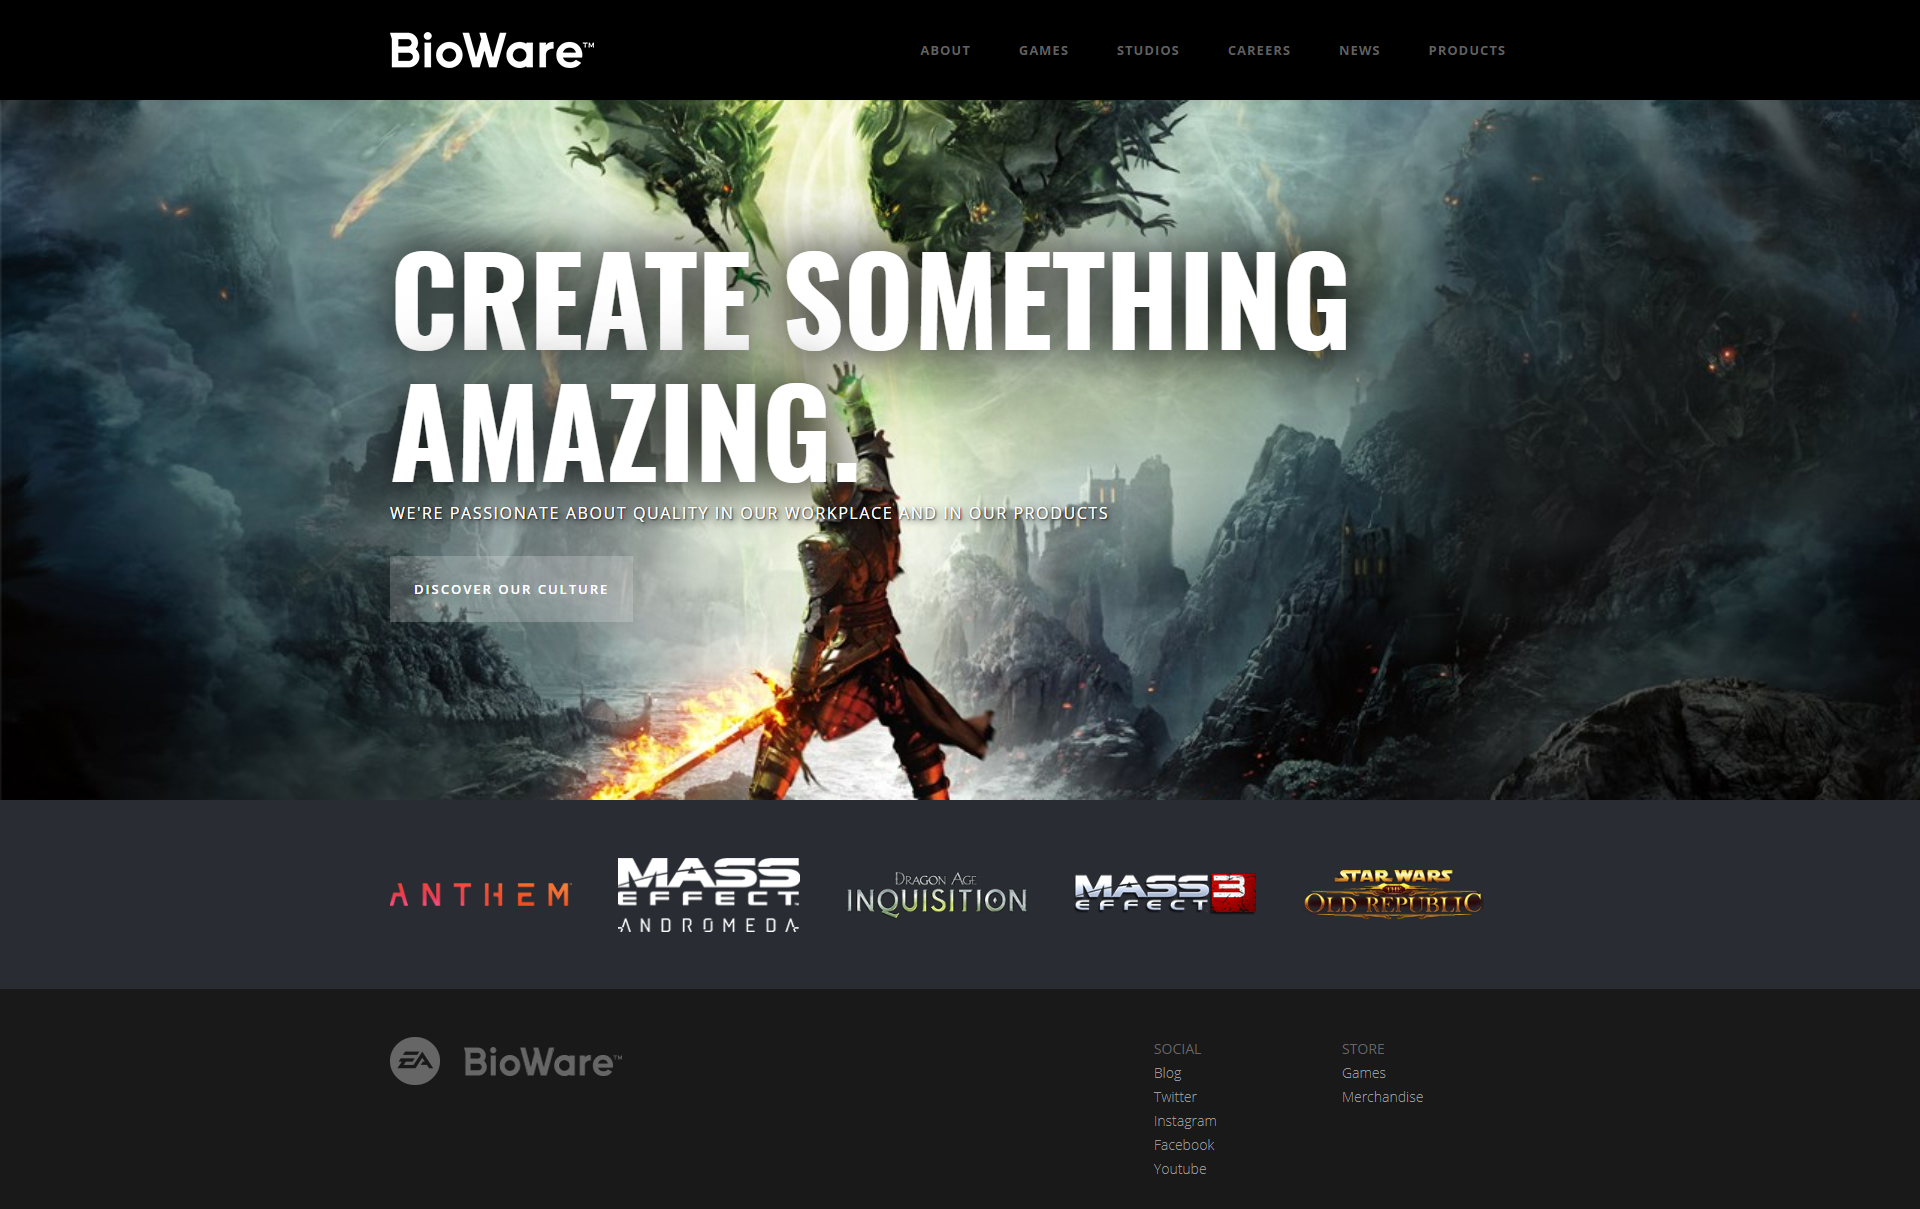 BioWare™
ABOUT GAMES STUDIOS CAREERS NEWS PRODUCTS
CREATE SOMETHING
AMAZING.
WE'RE PASSIONATE ABOUT QUALITY IN OUR WORKPLACE AND IN OUR PRODUCTS
DISCOVER OUR CULTURE
ANTHEM
MASS
EFFECT
ANDROMEDA
DRAGON AGE
INQUISITION
MASS
EFFECT 3
STAR WARS
THE
OLD REPUBLIC
EA BioWare™
SOCIAL
Blog
Twitter
Instagram
Facebook
Youtube
STORE
Games
Merchandise